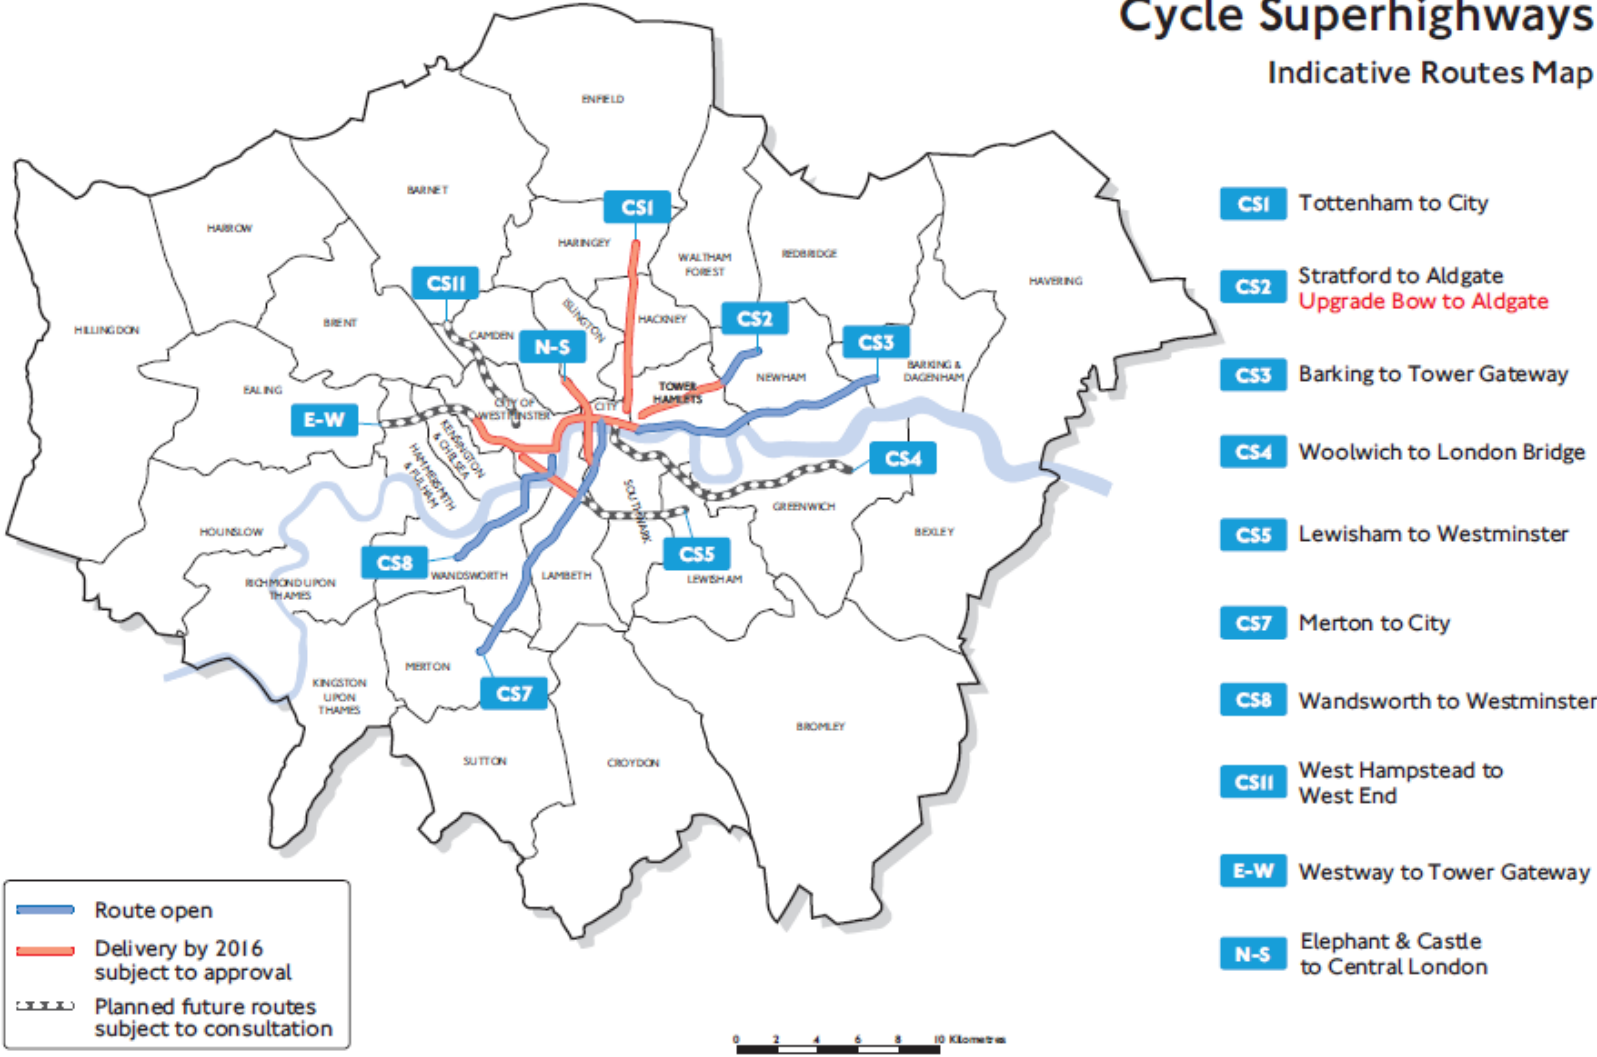 Cycle Superhighways
Indicative Routes Map
ENFIELD
BARNET
HARROW
HARINGEY
WALTHAM
FOREST
REDBRIDGE
HAVERING
HILLINGDON
BRENT
CAMDEN
ISLINGTON
HACKNEY
BARKING &
DAGENHAM
EALING
NEWHAM
TOWER
HAMLETS
CITY OF
WESTMINSTER
CITY
KENSINGTON
& CHELSEA
HAMMERSMITH
& FULHAM
HOUNSLOW
SOUTHWARK
GREENWICH
BEXLEY
RICHMOND UPON
THAMES
WANDSWORTH
LAMBETH
LEWISHAM
MERTON
KINGSTON
UPON
THAMES
SUTTON
CROYDON
BROMLEY
CS1
CS11
N-S
CS2
CS3
E-W
CS4
CS8
CS5
CS7
CS1 Tottenham to City
CS2 Stratford to Aldgate
Upgrade Bow to Aldgate
CS3 Barking to Tower Gateway
CS4 Woolwich to London Bridge
CS5 Lewisham to Westminster
CS7 Merton to City
CS8 Wandsworth to Westminster
CS11 West Hampstead to
West End
E-W Westway to Tower Gateway
N-S Elephant & Castle
to Central London
Route open
Delivery by 2016
subject to approval
Planned future routes
subject to consultation
0 2 4 6 8 10 Kilometres